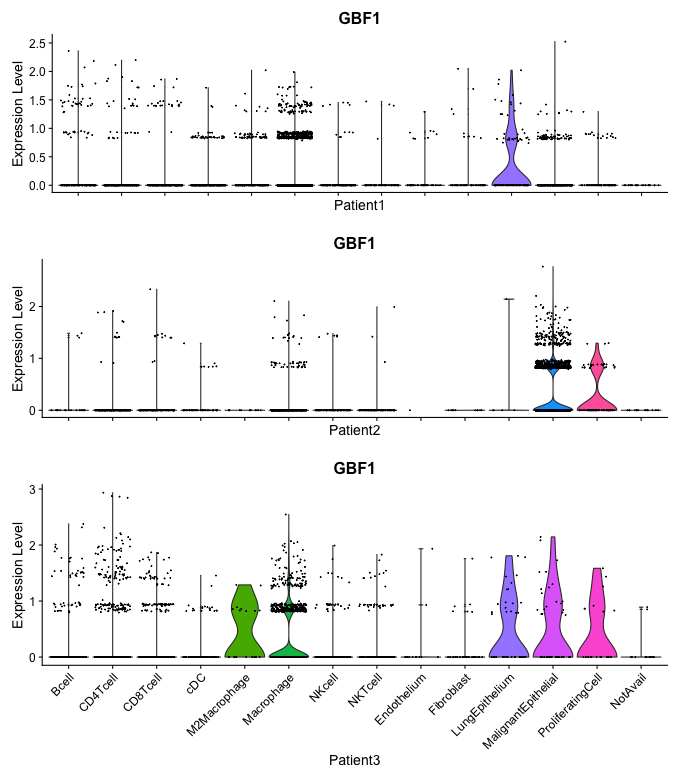 GBF1
Expression Level
2.5
2.0
1.5
1.0
0.5
0.0
Patient1
GBF1
Expression Level
2
1
0
Patient2
GBF1
Expression Level
3
2
1
0
Bcell
CD4Tcell
CD8Tcell
cDC
M2Macrophage
Macrophage
NKcell
NKTcell
Endothelium
Fibroblast
LungEpithelium
MalignantEpithelial
ProliferatingCell
NotAvail
Patient3